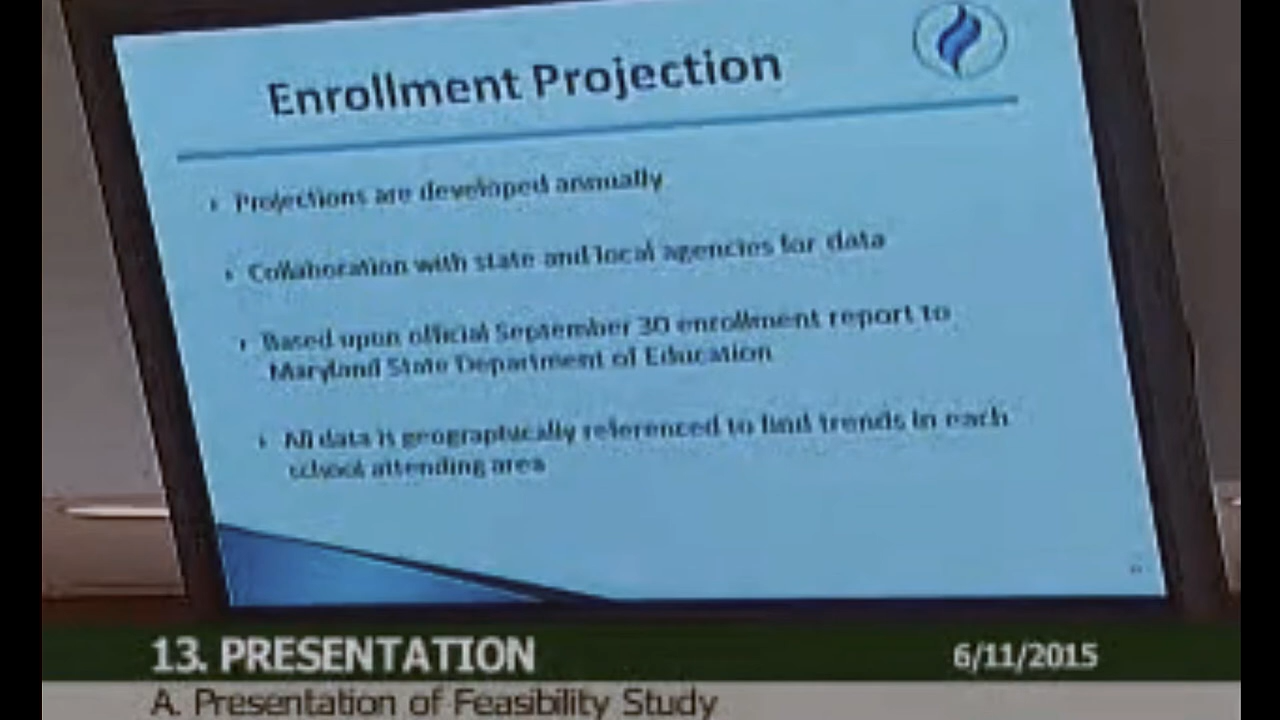 Enrollment Projection
Projections are developed annually
Collaboration with state and local agencies for data
Based upon official September 30 enrollment report to
Maryland State Department of Education
All data is geographically referenced to find trends in each
school attending area
13. PRESENTATION
6/11/2015
A. Presentation of Feasibility Study